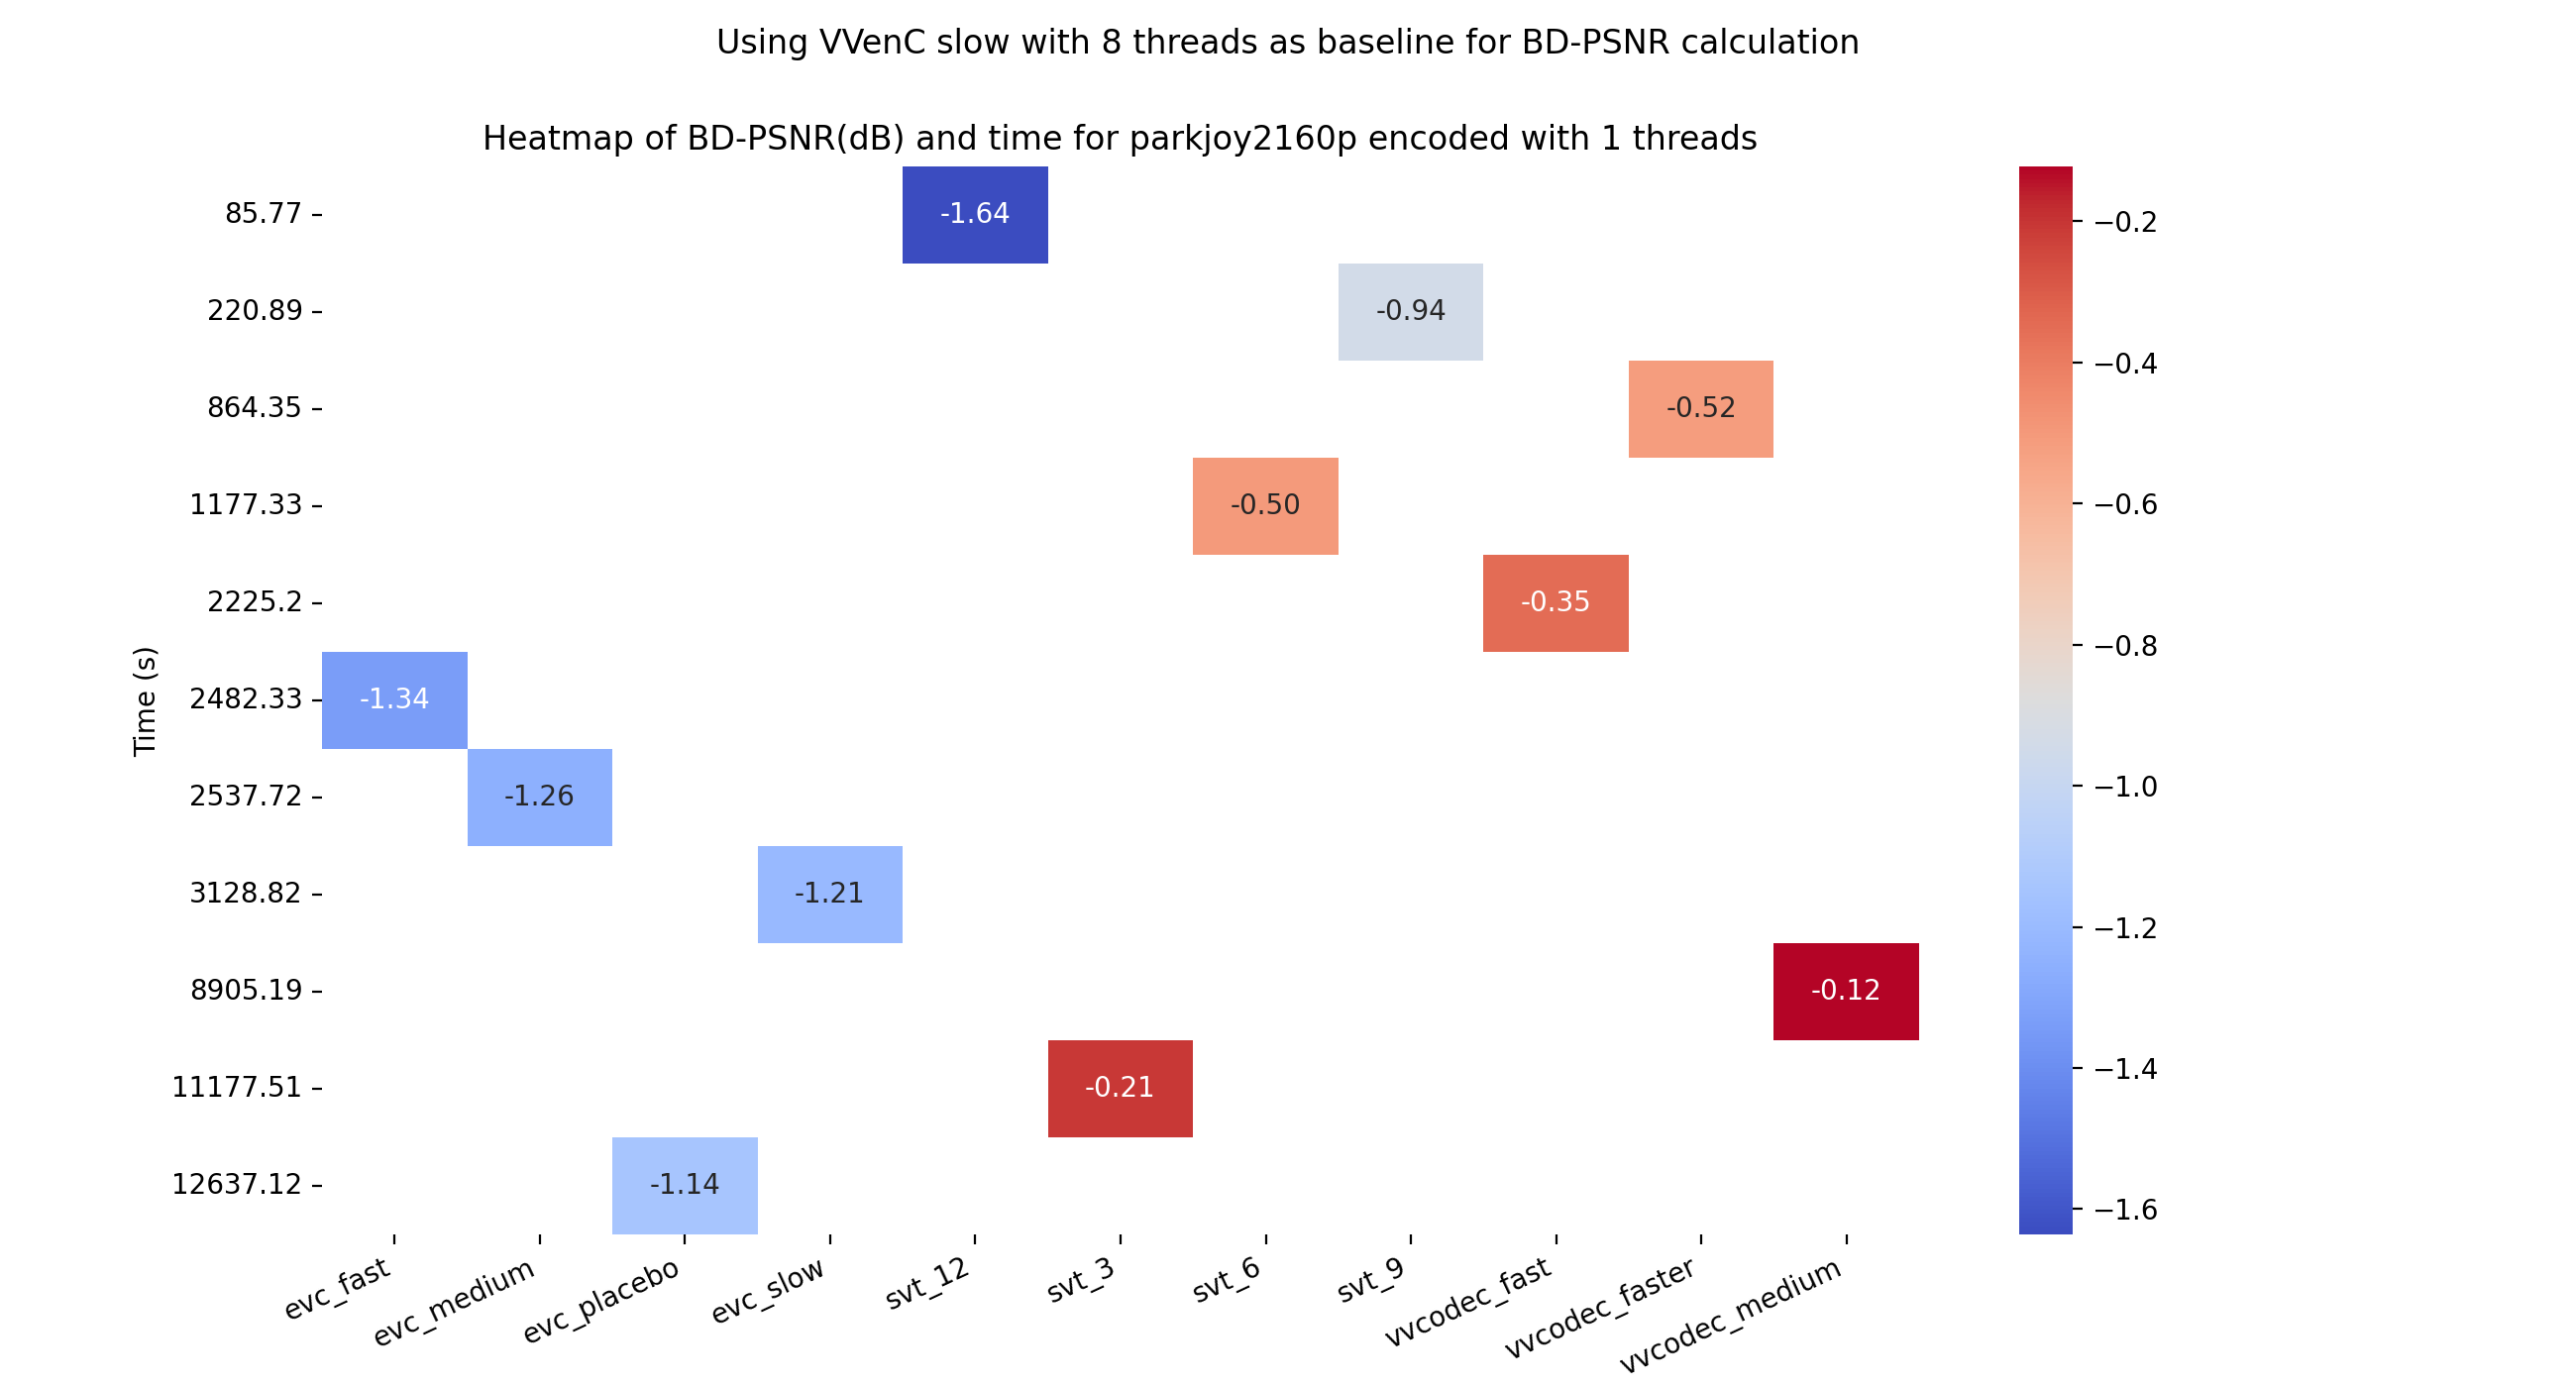 Using VVenC slow with 8 threads as baseline for BD-PSNR calculation
Heatmap of BD-PSNR(dB) and time for parkjoy2160p encoded with 1 threads
Time (s)
85.77
220.89
864.35
1177.33
2225.2
2482.33
2537.72
3128.82
8905.19
11177.51
12637.12
-1.64
-0.94
-0.52
-0.50
-0.35
-1.34
-1.26
-1.21
-0.12
-0.21
-1.14
evc_fast
evc_medium
evc_placebo
evc_slow
svt_12
svt_3
svt_6
svt_9
vvcodec_fast
vvcodec_faster
vvcodec_medium
−0.2
−0.4
−0.6
−0.8
−1.0
−1.2
−1.4
−1.6